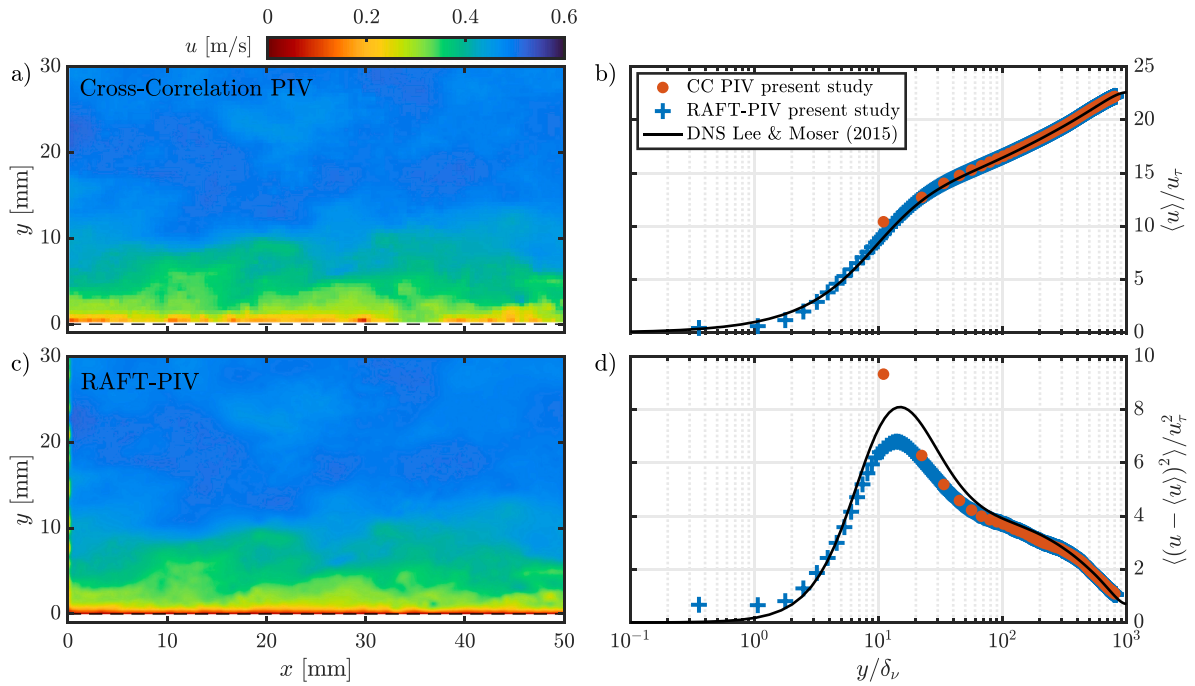 0 0.2 0.4 0.6
u [m/s]
a)
Cross-Correlation PIV
30
20
10
0
y [mm]
b)
CC PIV present study
RAFT-PIV present study
DNS Lee & Moser (2015)
25
20
15
10
5
0
⟨u⟩/u_τ
c)
RAFT-PIV
30
20
10
0
y [mm]
0 10 20 30 40 50
x [mm]
d)
10
8
6
4
2
0
⟨(u − ⟨u⟩)²⟩/u_τ²
10⁻¹ 10⁰ 10¹ 10² 10³
y/δ_ν